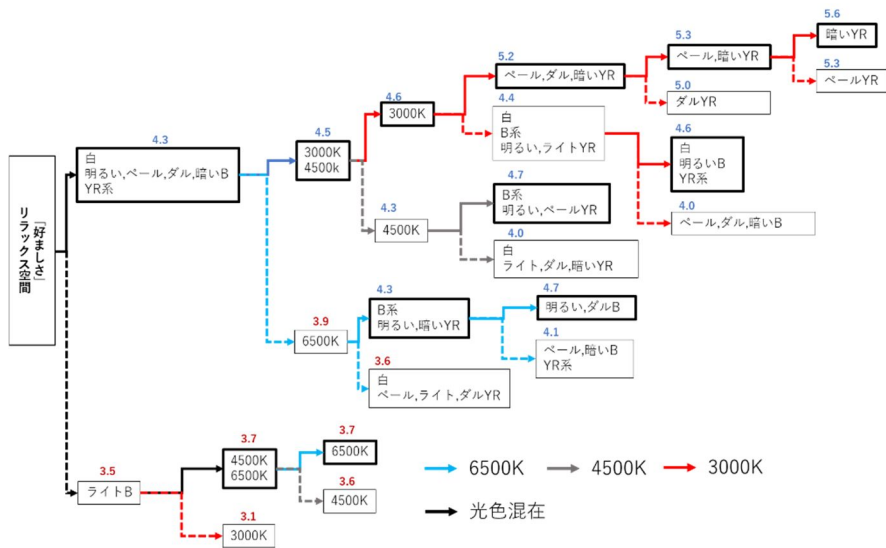 「好ましさ」
リラックス空間
4.3
白
明るい,ペール,ダル,暗いB
YR系
4.5
3000K
4500k
4.6
3000K
5.2
ペール,ダル,暗いYR
5.3
ペール,暗いYR
5.6
暗いYR
5.3
ペールYR
5.0
ダルYR
4.4
白
B系
明るい,ライトYR
4.6
白
明るいB
YR系
4.0
ペール,ダル,暗いB
4.3
4500K
4.7
B系
明るい,ペールYR
4.0
白
ライト,ダル,暗いYR
3.9
6500K
4.3
B系
明るい,暗いYR
4.7
明るい,ダルB
4.1
ペール,暗いB
YR系
3.6
白
ペール,ライト,ダルYR
3.5
ライトB
3.7
4500K
6500K
3.7
6500K
3.6
4500K
3.1
3000K
6500K
4500K
3000K
光色混在